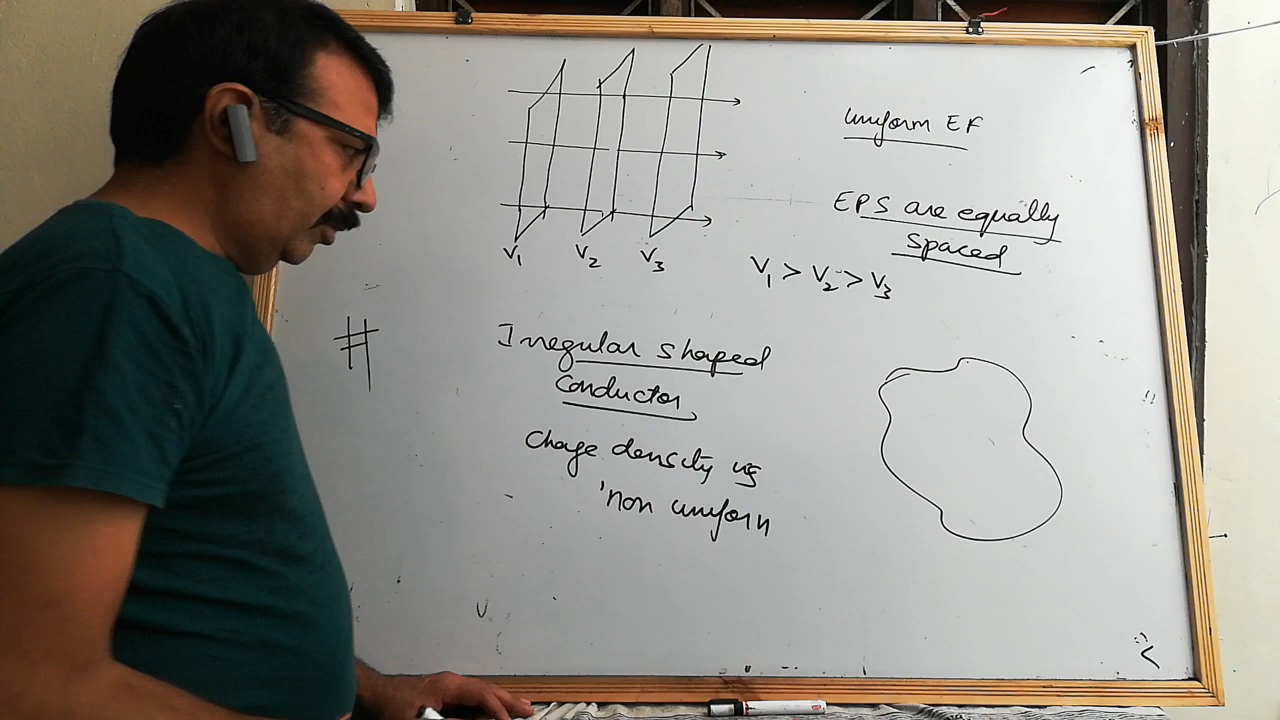 V1 V2 V3
uniform EF
EPS are equally
spaced
V1 > V2 > V3
#
Irregular shaped
conductor
Chage density is
non uniform